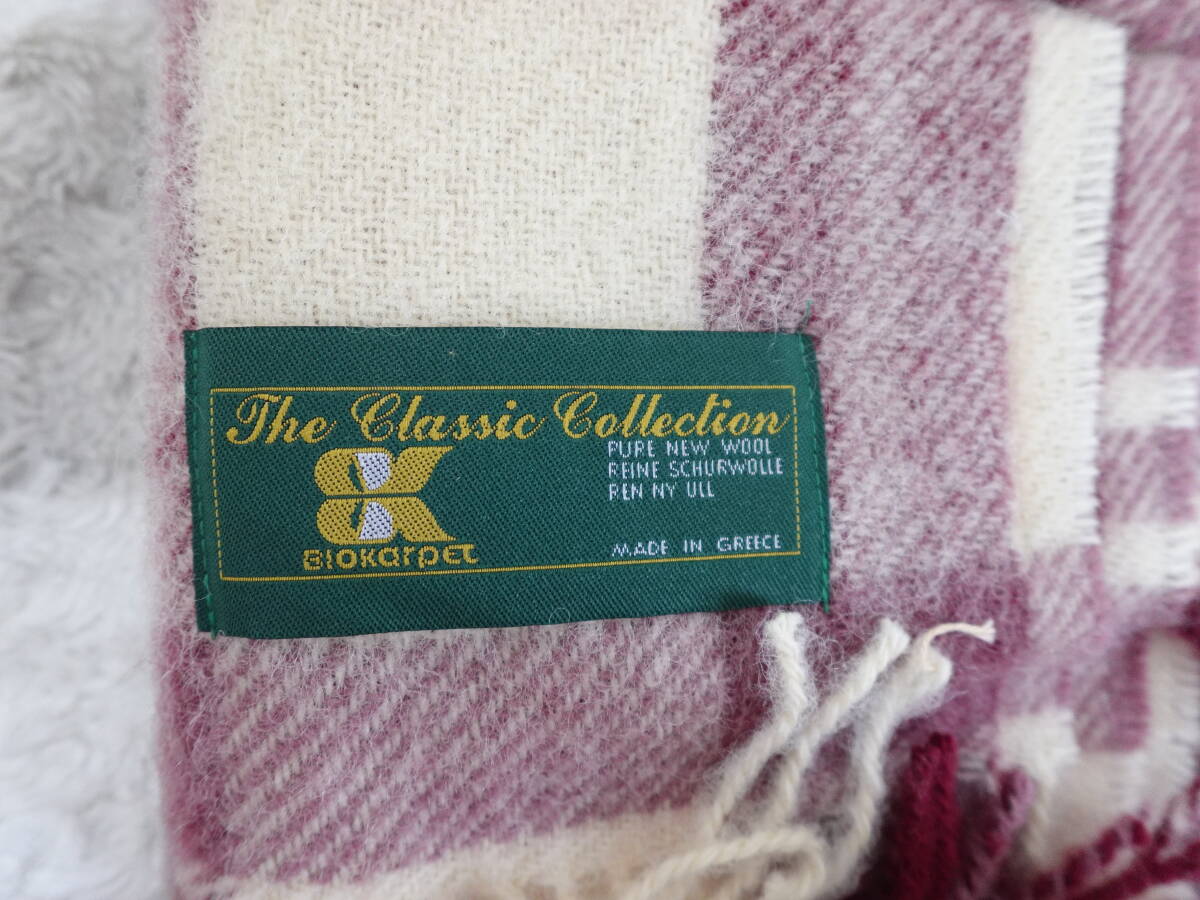 The Classic Collection
PURE NEW WOOL
REINE SCHURWOLLE
REN NY ULL
BIOKarpet
MADE IN GREECE